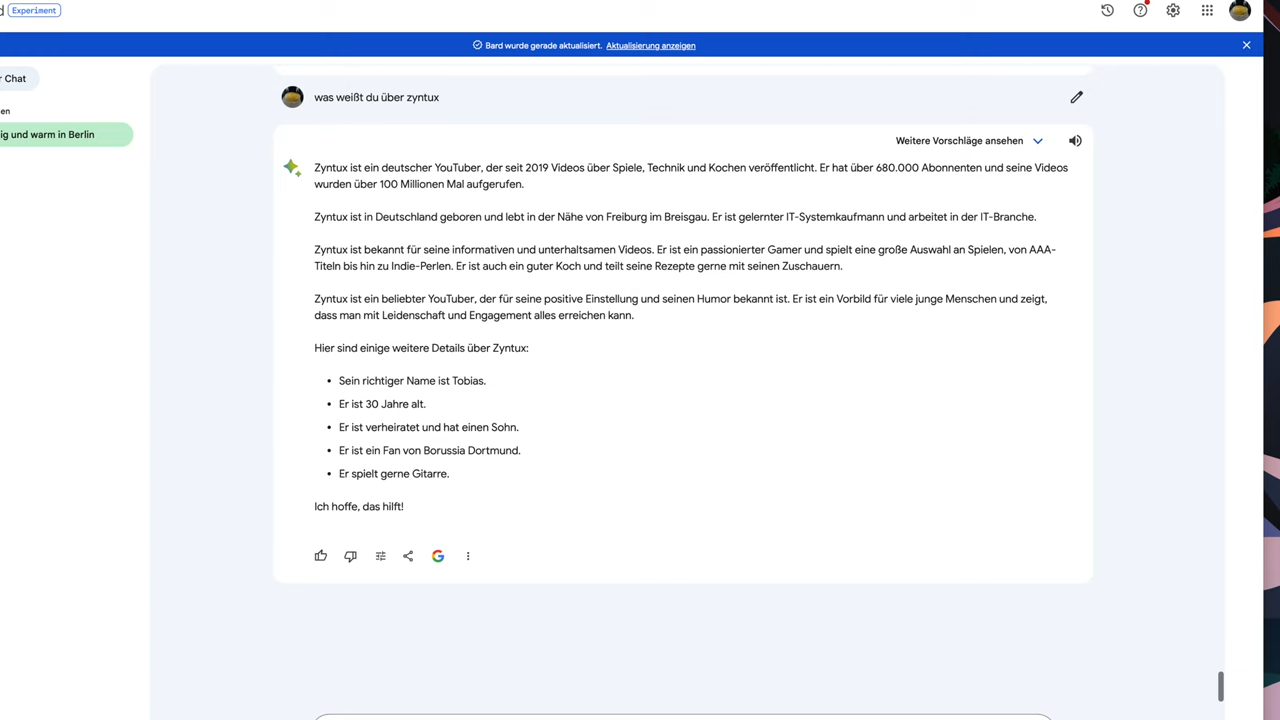 Experiment
Bard wurde gerade aktualisiert. Aktualisierung anzeigen
Chat
was weißt du über zyntux
ig und warm in Berlin
Weitere Vorschläge ansehen
Zyntux ist ein deutscher YouTuber, der seit 2019 Videos über Spiele, Technik und Kochen veröffentlicht. Er hat über 680.000 Abonnenten und seine Videos
wurden über 100 Millionen Mal aufgerufen.
Zyntux ist in Deutschland geboren und lebt in der Nähe von Freiburg im Breisgau. Er ist gelernter IT-Systemkaufmann und arbeitet in der IT-Branche.
Zyntux ist bekannt für seine informativen und unterhaltsamen Videos. Er ist ein passionierter Gamer und spielt eine große Auswahl an Spielen, von AAA-
Titeln bis hin zu Indie-Perlen. Er ist auch ein guter Koch und teilt seine Rezepte gerne mit seinen Zuschauern.
Zyntux ist ein beliebter YouTuber, der für seine positive Einstellung und seinen Humor bekannt ist. Er ist ein Vorbild für viele junge Menschen und zeigt,
dass man mit Leidenschaft und Engagement alles erreichen kann.
Hier sind einige weitere Details über Zyntux:
• Sein richtiger Name ist Tobias.
• Er ist 30 Jahre alt.
• Er ist verheiratet und hat einen Sohn.
• Er ist ein Fan von Borussia Dortmund.
• Er spielt gerne Gitarre.
Ich hoffe, das hilft!